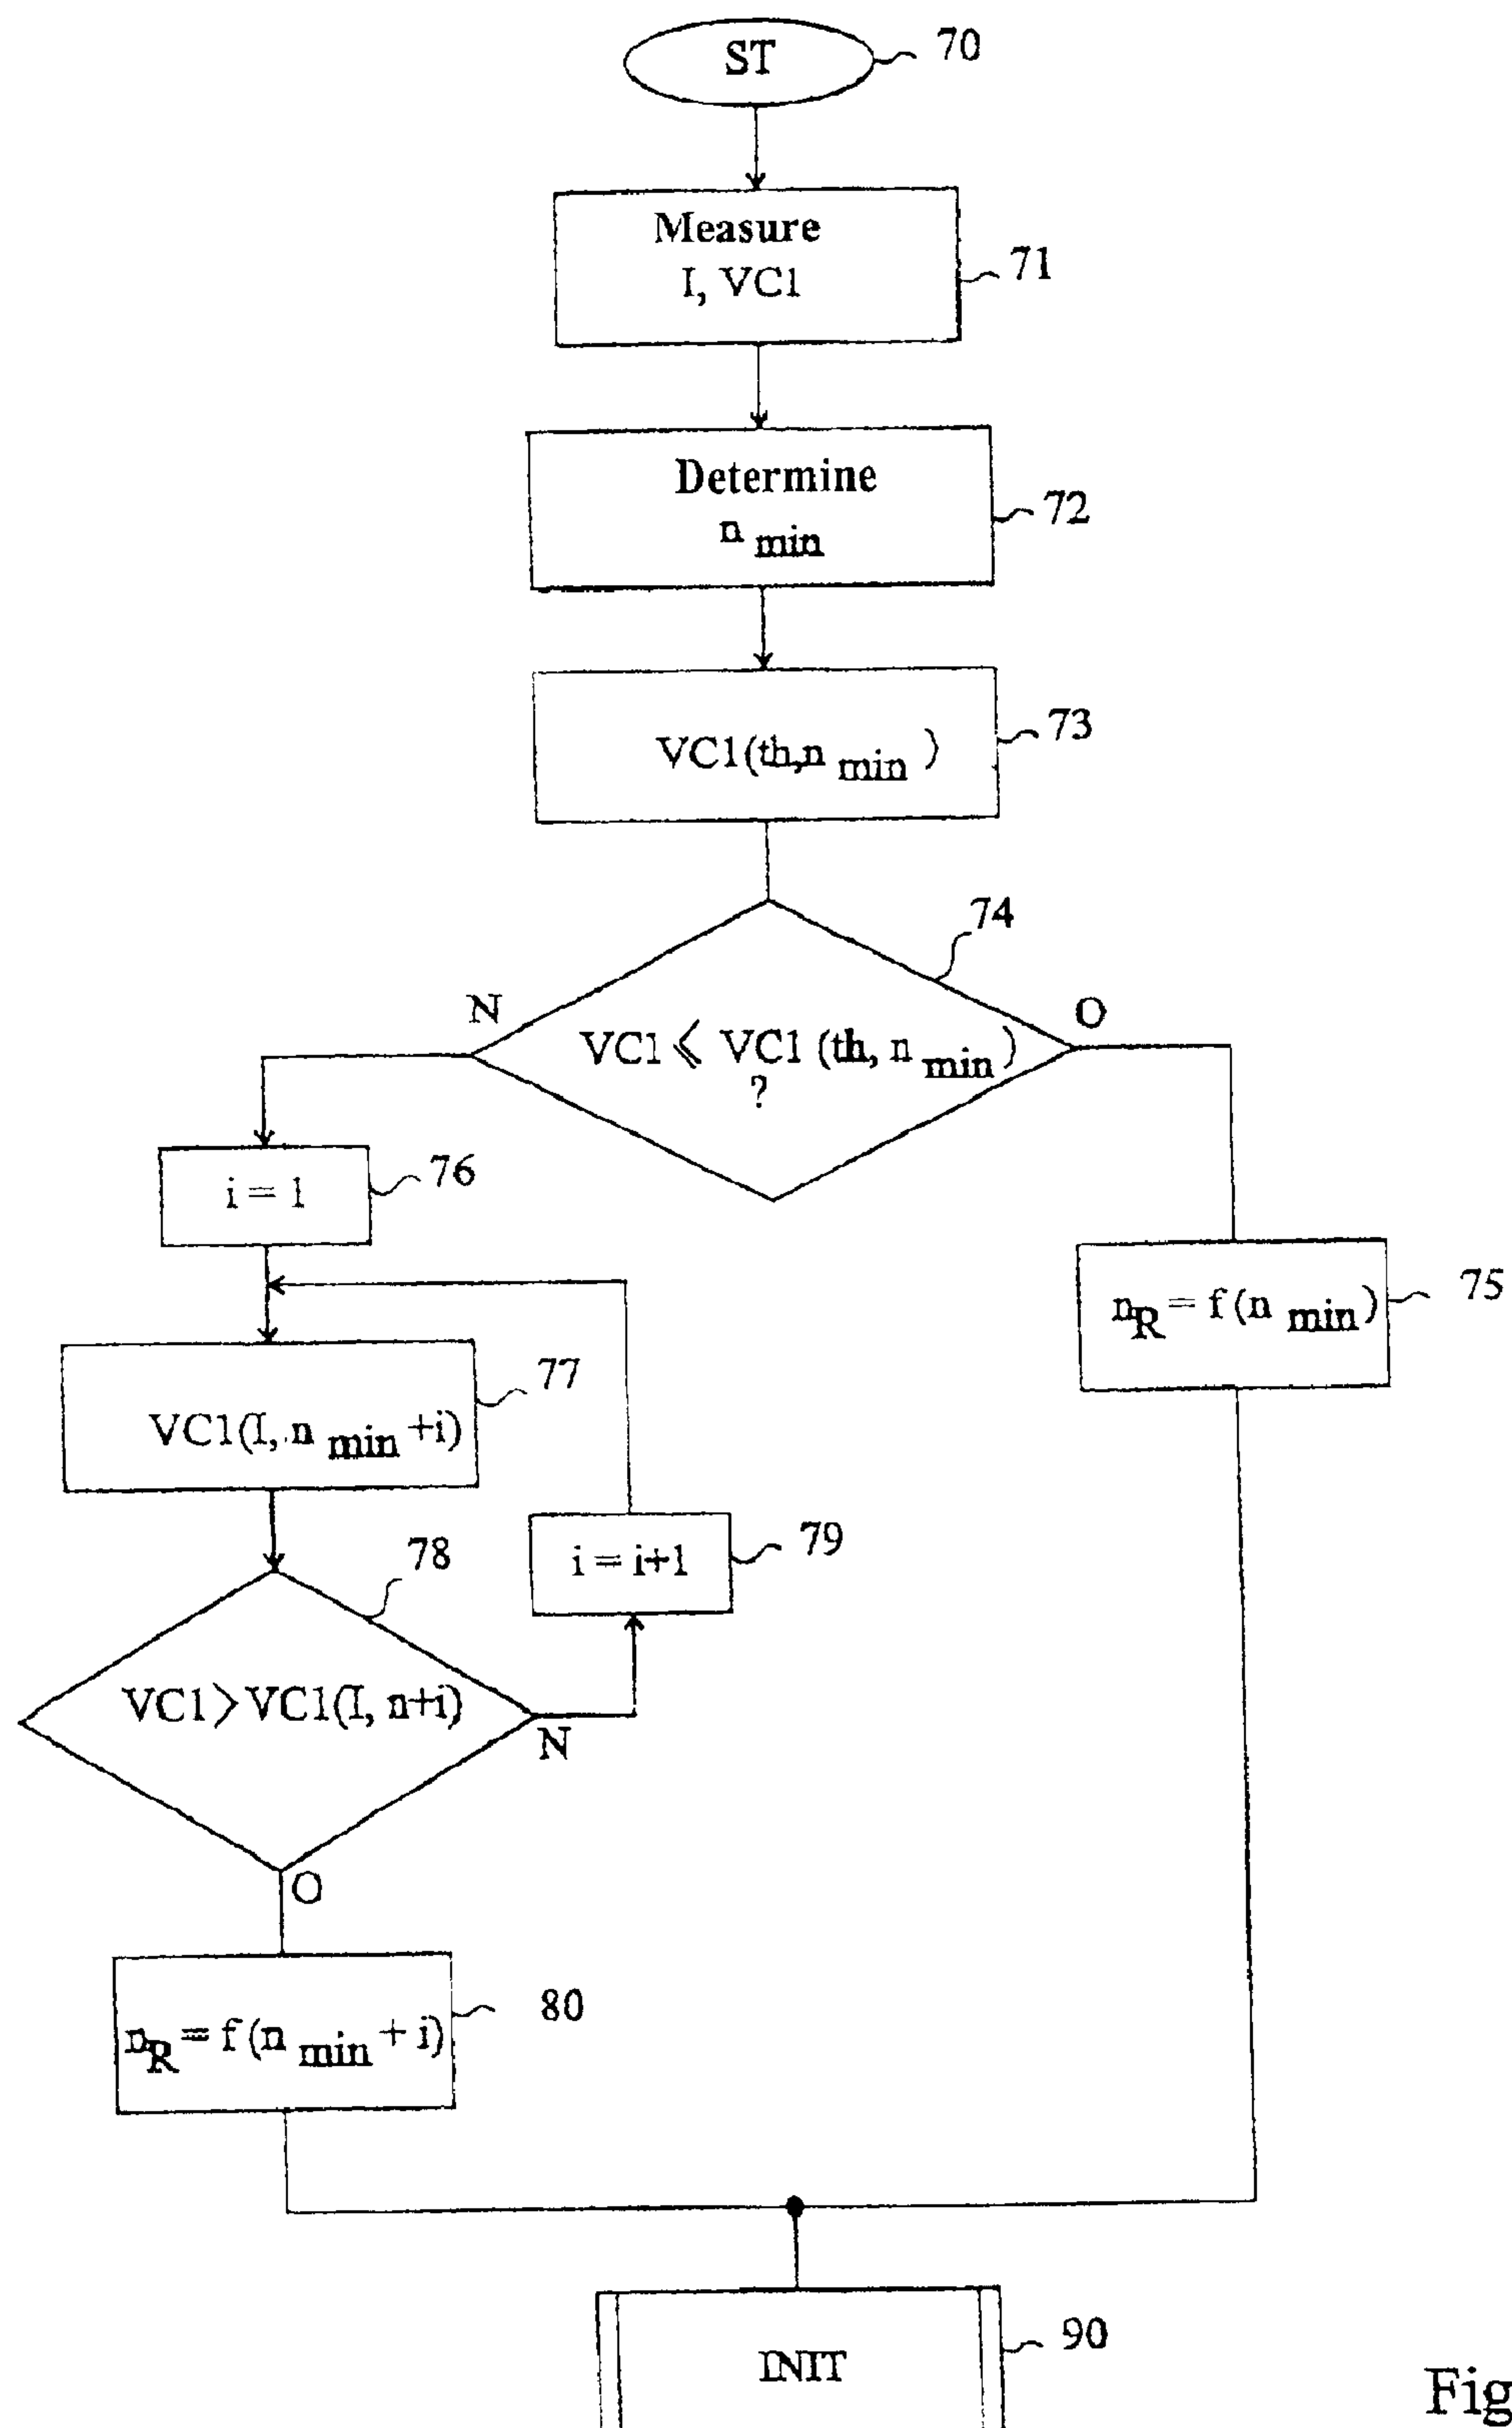 ST
70
Measure
I, VC1
71
Determine
n min
72
VC1(th,n min )
73
74
N
O
VC1 ⩽ VC1 (th, n min )
?
i = 1
76
n R = f (n min )
75
VC1(I, n min +i)
77
i = i+1
79
78
VC1 > VC1(I, n+i)
N
O
n R = f (n min + i)
80
INIT
90
Fig